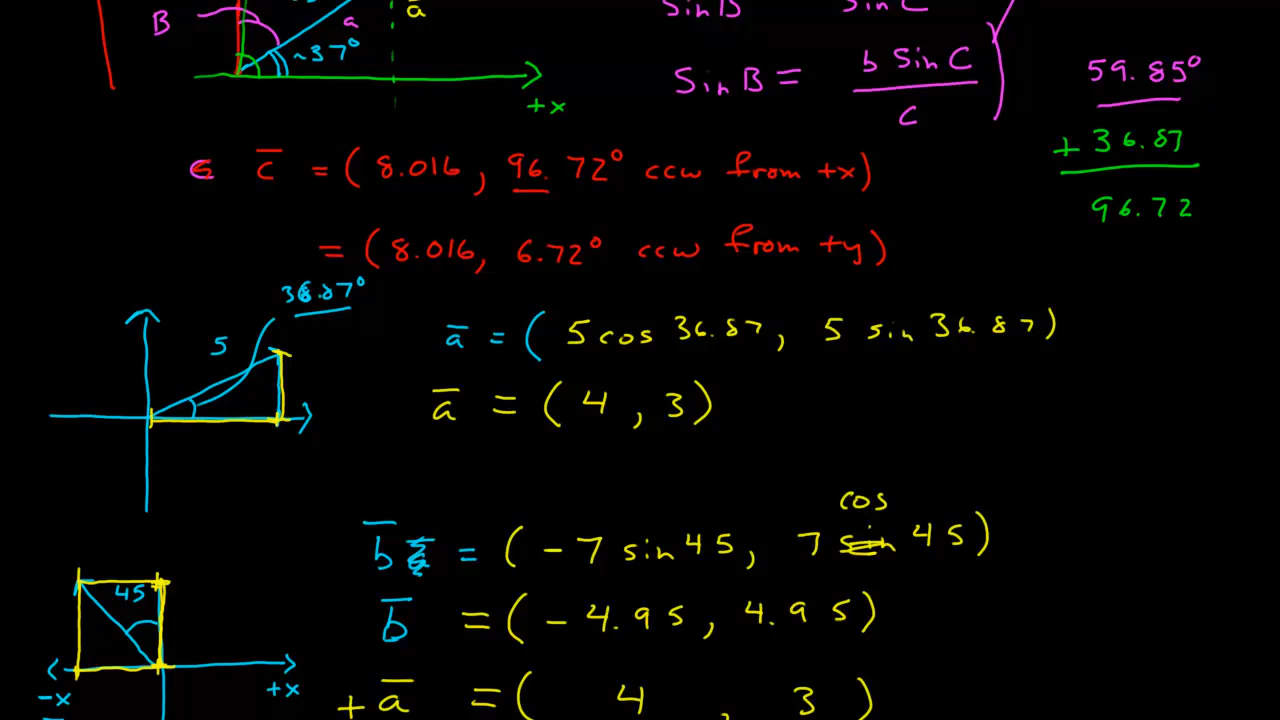 B
a
a̅
~37°
+x
Sin B   Sin C
Sin B = b Sin C / c
59.85°
+ 36.87
96.72
c̅ = (8.016, 96.72° ccw from +x)
= (8.016, 6.72° ccw from +y)
36.87°
5
a̅ = (5 cos 36.87, 5 sin 36.87)
a̅ = (4, 3)
cos
b̅ = (-7 sin 45, 7 sin 45)
45
b̅ = (-4.95, 4.95)
-x
+x
+ a̅ = (4, 3)